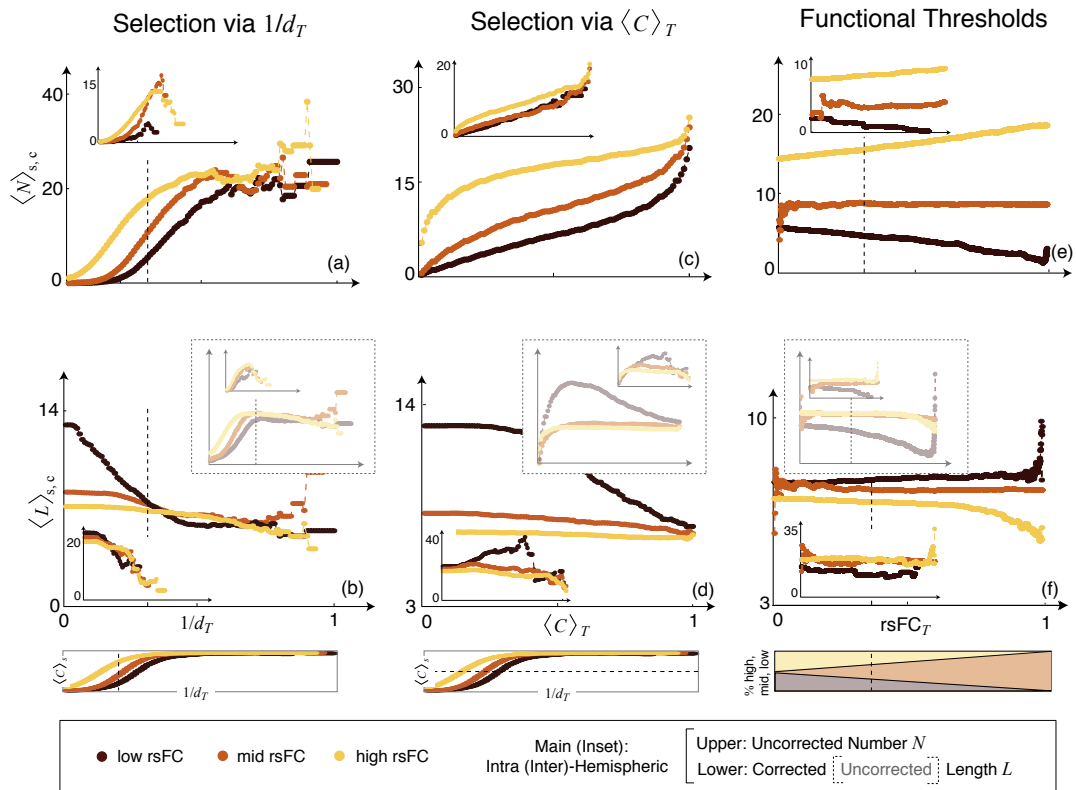 Selection via 1/d_T
Selection via ⟨C⟩_T
Functional Thresholds
⟨N⟩_s, c
40
20
0
15
0
(a)
30
15
0
20
0
(c)
20
10
0
10
0
(e)
⟨L⟩_s, c
14
0
20
0
(b)
0
1/d_T
1
14
3
40
0
(d)
0
⟨C⟩_T
1
10
3
35
0
(f)
0
rsFC_T
1
⟨C⟩_s
1/d_T
⟨C⟩_s
1/d_T
% high,
mid, low
low rsFC
mid rsFC
high rsFC
Main (Inset):
Intra (Inter)-Hemispheric
Upper: Uncorrected Number N
Lower: Corrected [Uncorrected] Length L